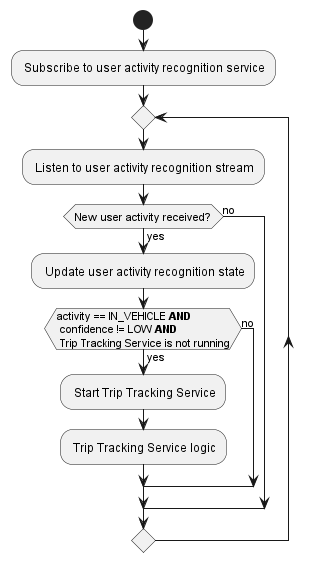 Subscribe to user activity recognition service
Listen to user activity recognition stream
New user activity received?
no
yes
Update user activity recognition state
activity == IN_VEHICLE AND
confidence != LOW AND
Trip Tracking Service is not running
no
yes
Start Trip Tracking Service
Trip Tracking Service logic